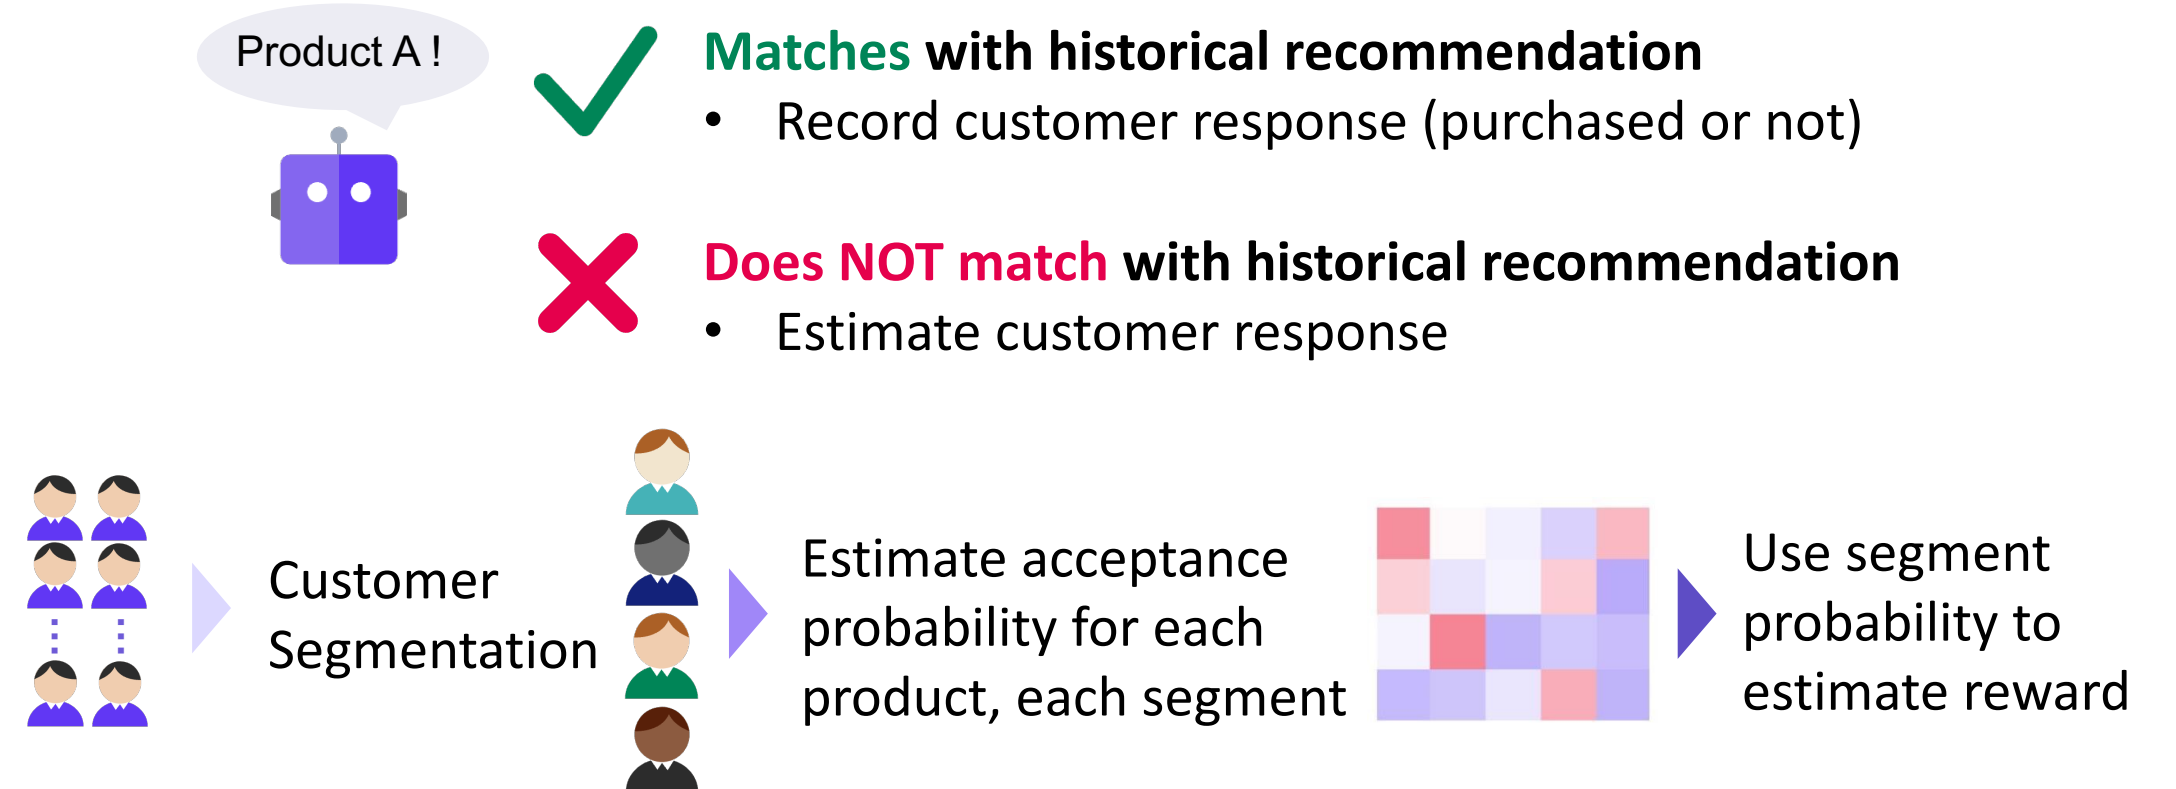 Product A !
Matches with historical recommendation
• Record customer response (purchased or not)
Does NOT match with historical recommendation
• Estimate customer response
Customer
Segmentation
Estimate acceptance
probability for each
product, each segment
Use segment
probability to
estimate reward